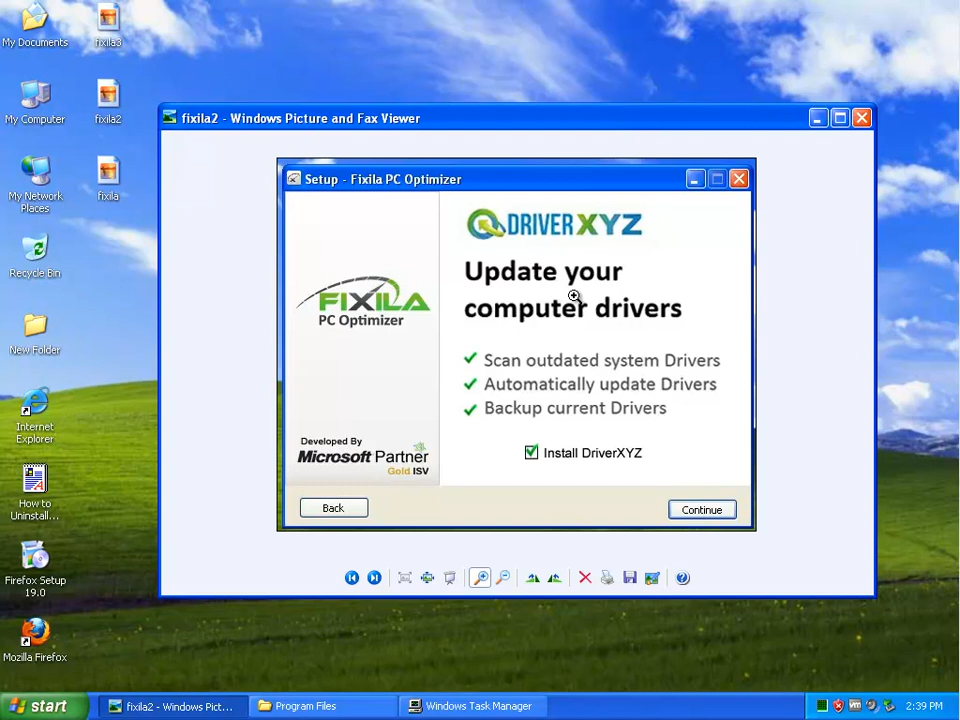 My Documents
fixila3
My Computer
fixila2
My Network
Places
fixila
Recycle Bin
New Folder
Internet
Explorer
How to
Uninstall...
Firefox Setup
19.0
Mozilla Firefox
fixila2 - Windows Picture and Fax Viewer
Setup - Fixila PC Optimizer
FIXILA
PC Optimizer
Developed By
Microsoft Partner
Gold ISV
DRIVER XYZ
Update your
computer drivers
Scan outdated system Drivers
Automatically update Drivers
Backup current Drivers
Install DriverXYZ
Back
Continue
start
fixila2 - Windows Pict...
Program Files
Windows Task Manager
2:39 PM